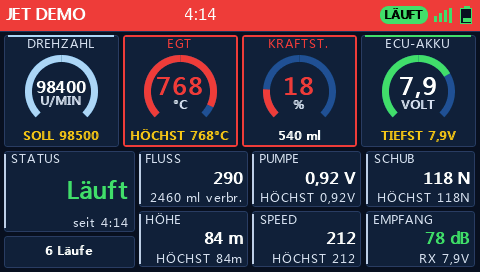 JET DEMO 4:14 LÄUFT
DREHZAHL
98400
U/MIN
SOLL 98500
EGT
768
°C
HÖCHST 768°C
KRAFTST.
18
%
540 ml
ECU-AKKU
7,9
VOLT
TIEFST 7,9V
STATUS
Läuft
seit 4:14
6 Läufe
FLUSS
290
2460 ml verbr.
PUMPE
0,92 V
HÖCHST 0,92V
SCHUB
118 N
HÖCHST 118N
HÖHE
84 m
HÖCHST 84m
SPEED
212
HÖCHST 212
EMPFANG
78 dB
RX 7,9V